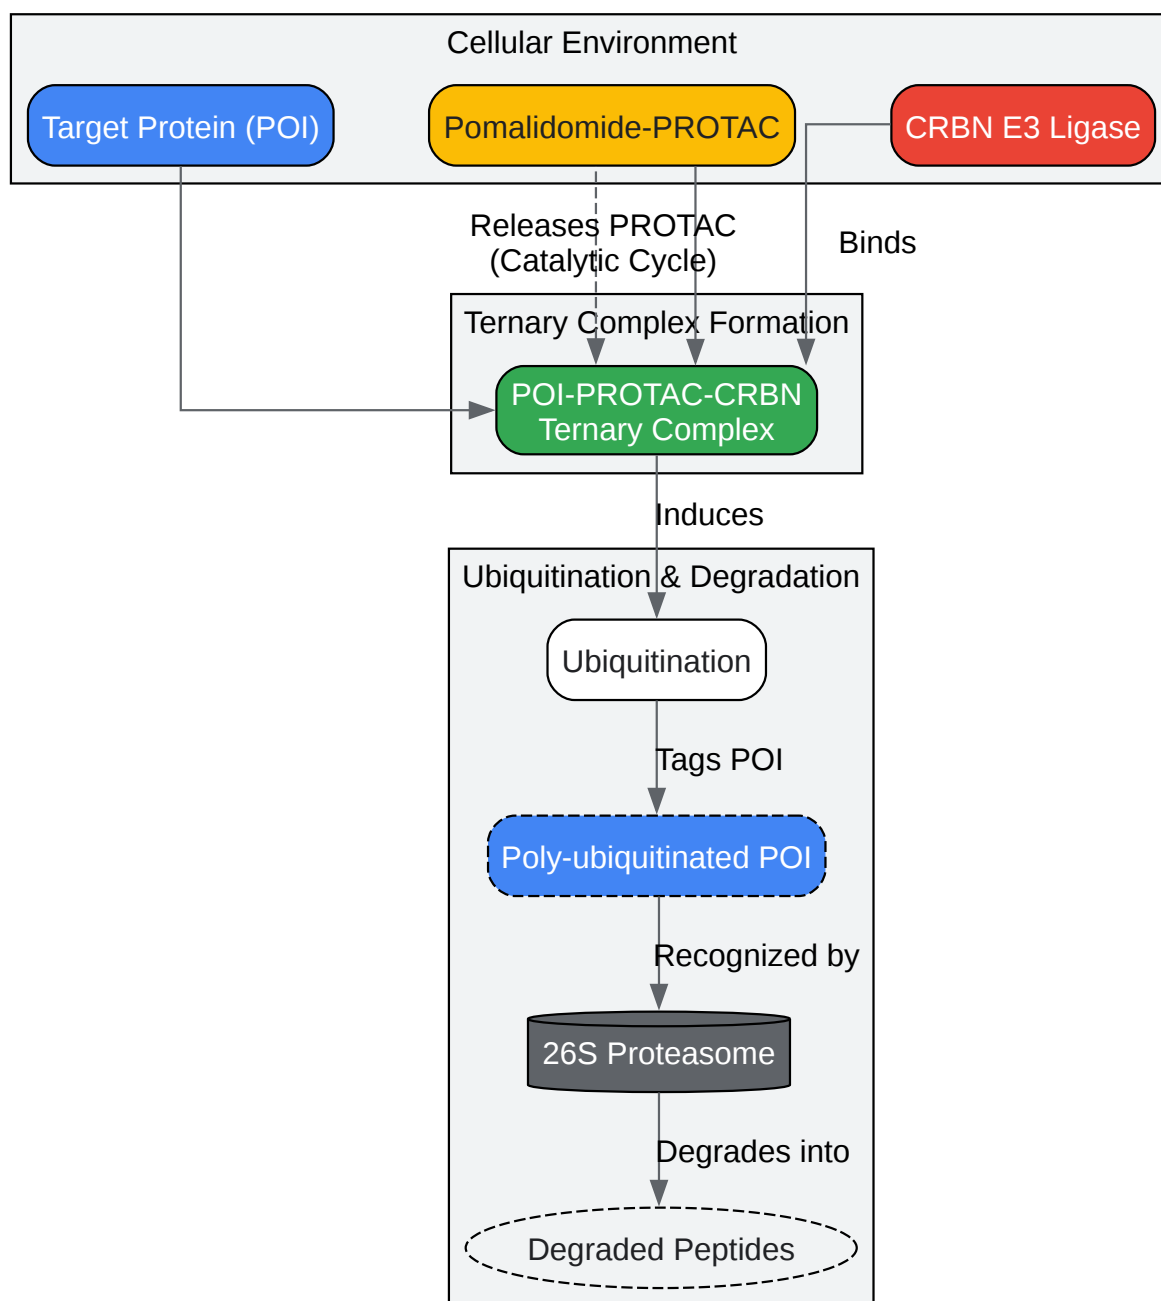 Cellular Environment
Target Protein (POI)
Pomalidomide-PROTAC
CRBN E3 Ligase
Releases PROTAC
(Catalytic Cycle)
Binds
Ternary Complex Formation
POI-PROTAC-CRBN
Ternary Complex
Induces
Ubiquitination & Degradation
Ubiquitination
Tags POI
Poly-ubiquitinated POI
Recognized by
26S Proteasome
Degrades into
Degraded Peptides